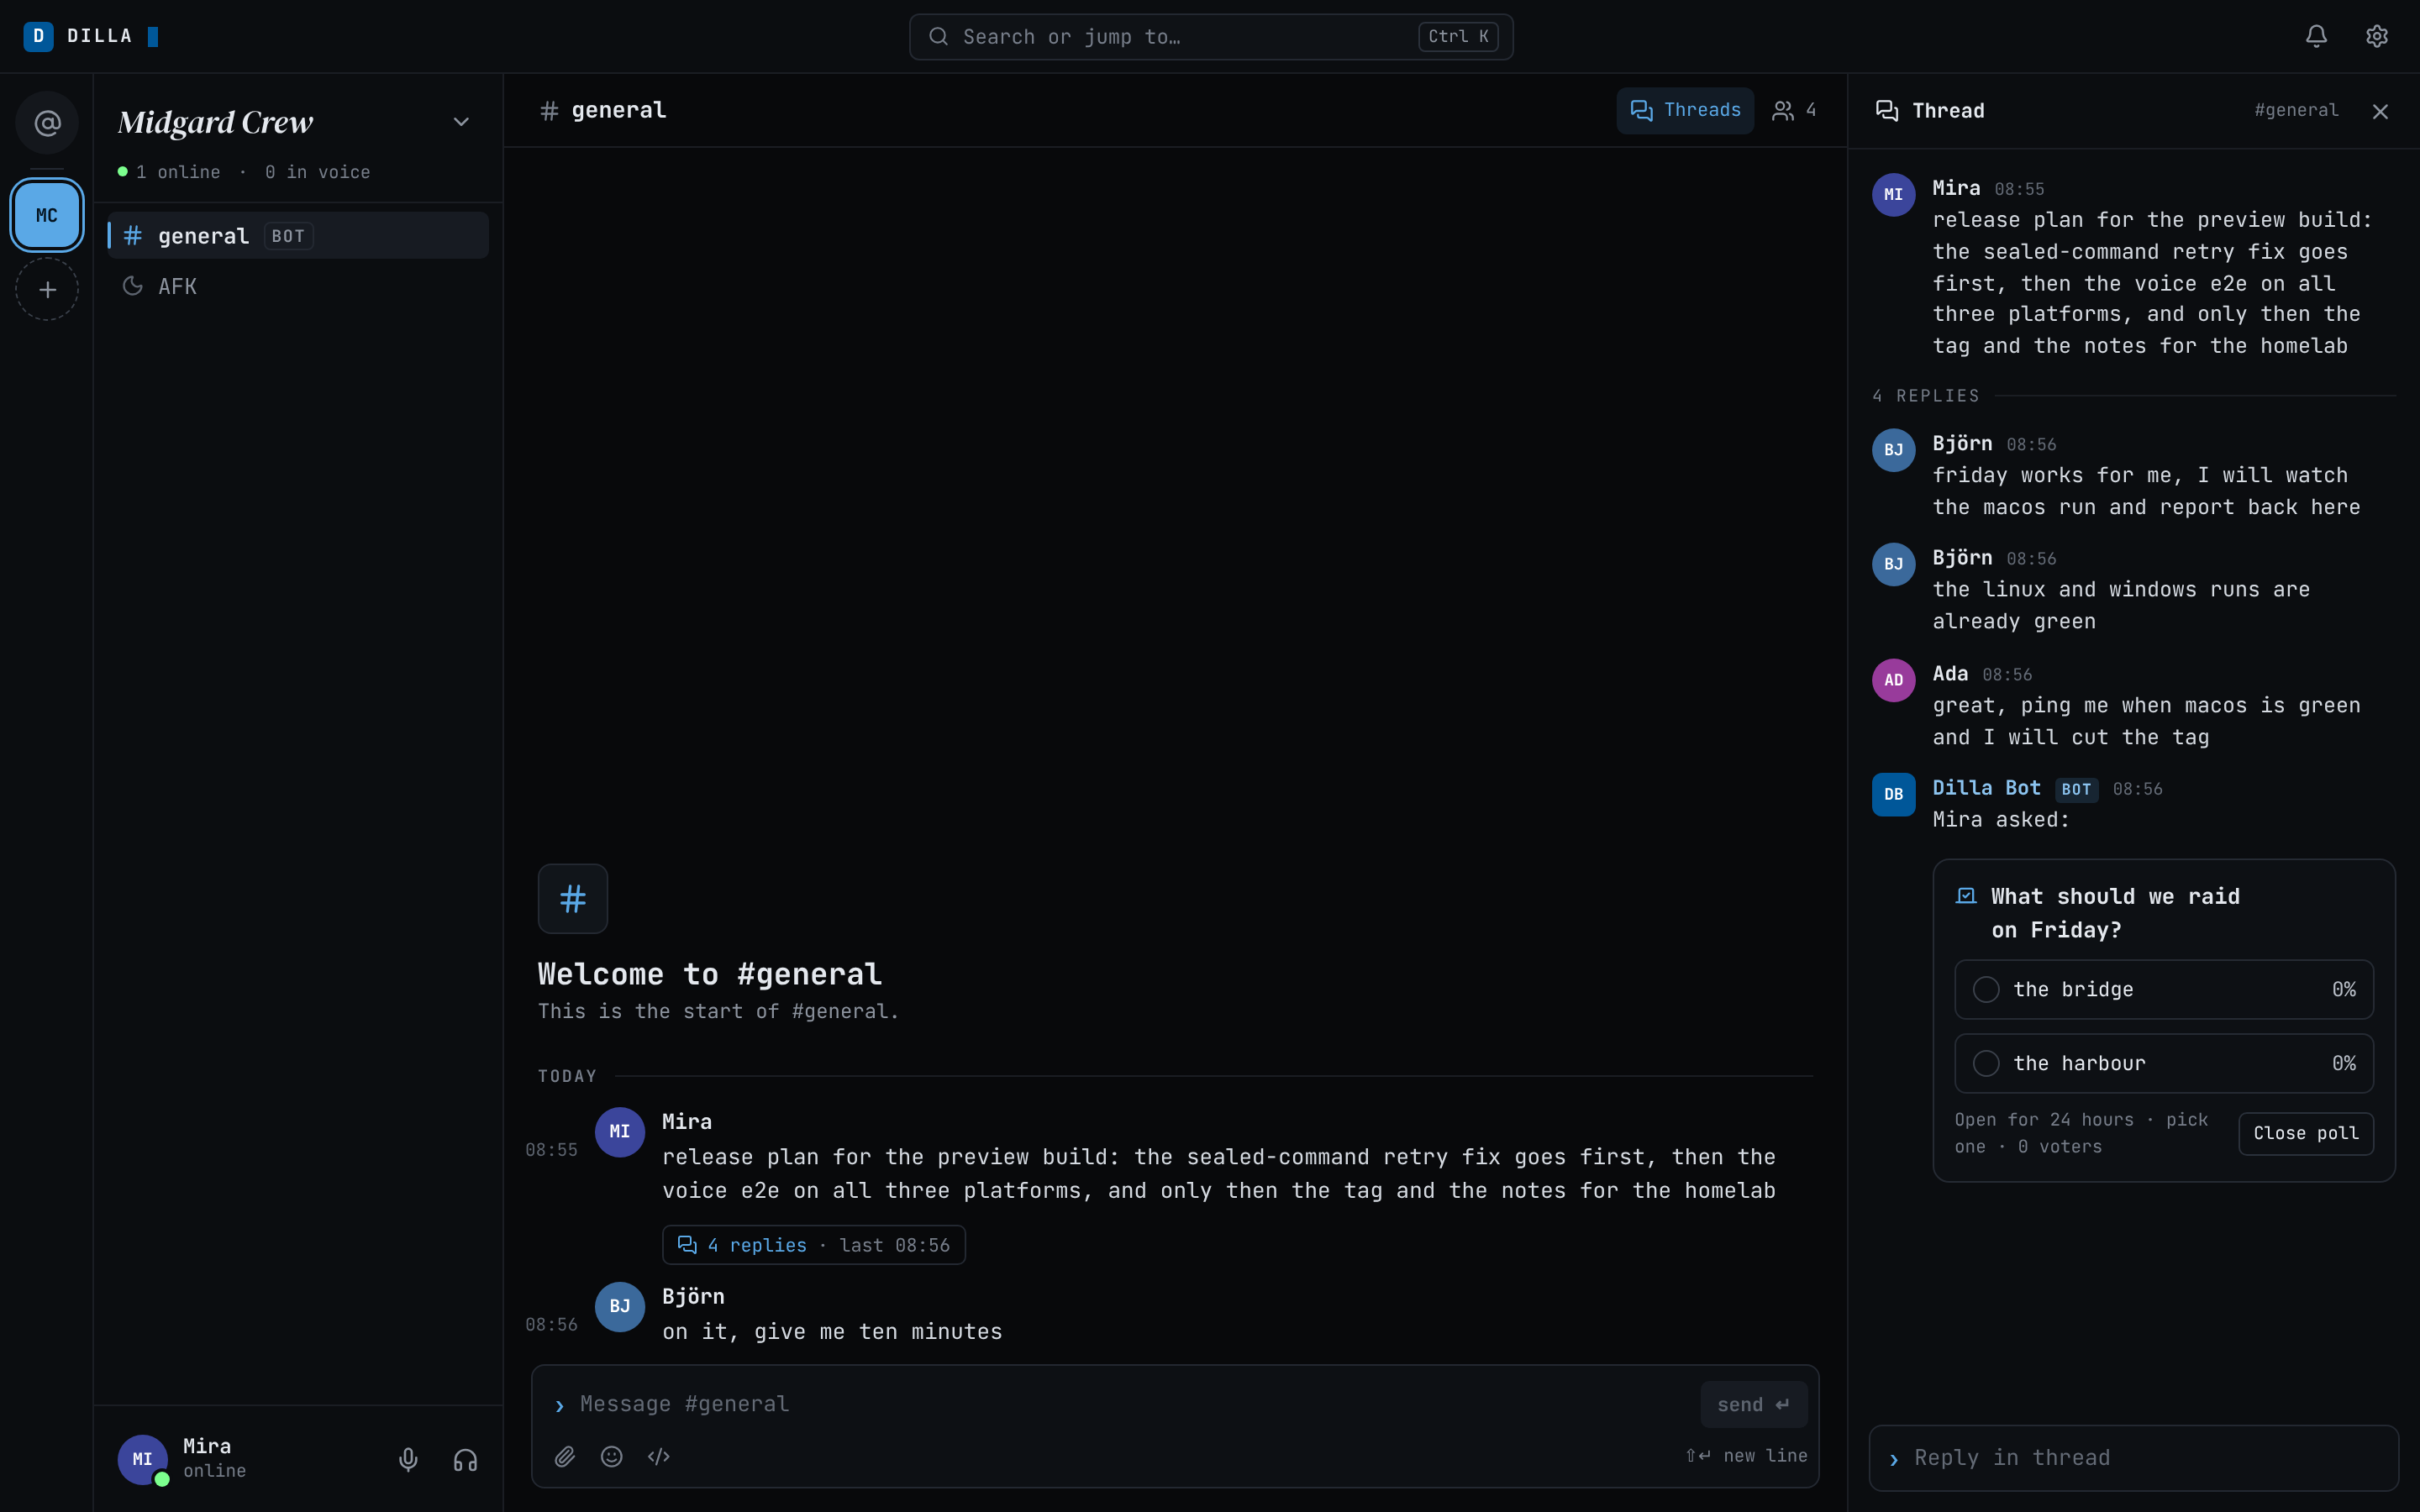 D DILLA
Search or jump to…
Ctrl K
Midgard Crew
1 online · 0 in voice
MC
general BOT
AFK
Mira
online
MI
# general
Threads
4
Welcome to #general
This is the start of #general.
TODAY
08:55
MI
Mira
release plan for the preview build: the sealed-command retry fix goes first, then the
voice e2e on all three platforms, and only then the tag and the notes for the homelab
4 replies · last 08:56
08:56
BJ
Björn
on it, give me ten minutes
› Message #general
send ↵
⇧↵ new line
Thread
#general
MI
Mira 08:55
release plan for the preview build:
the sealed-command retry fix goes
first, then the voice e2e on all
three platforms, and only then the
tag and the notes for the homelab
4 REPLIES
BJ
Björn 08:56
friday works for me, I will watch
the macos run and report back here
BJ
Björn 08:56
the linux and windows runs are
already green
AD
Ada 08:56
great, ping me when macos is green
and I will cut the tag
DB
Dilla Bot BOT 08:56
Mira asked:
What should we raid
on Friday?
the bridge 0%
the harbour 0%
Open for 24 hours · pick
one · 0 voters
Close poll
› Reply in thread